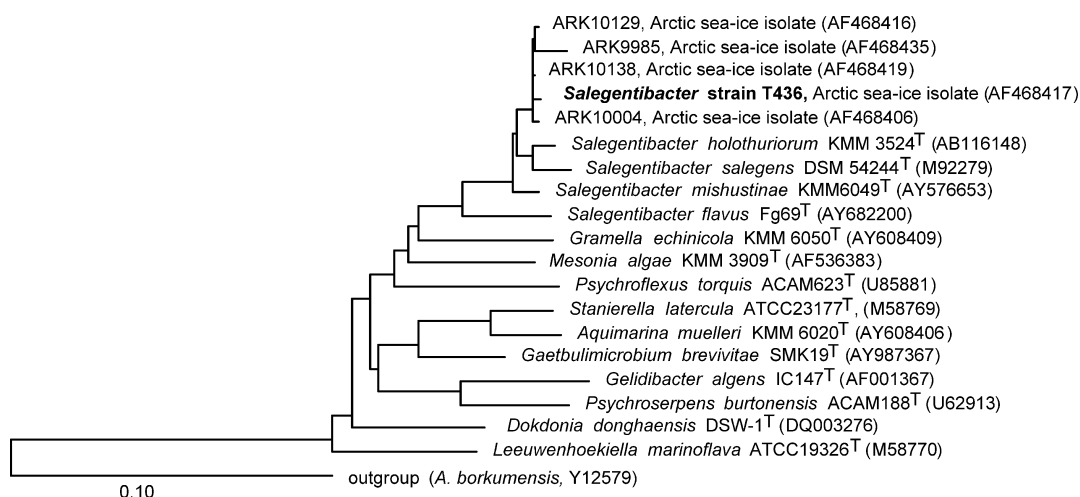 ARK10129, Arctic sea-ice isolate (AF468416)
ARK9985, Arctic sea-ice isolate (AF468435)
ARK10138, Arctic sea-ice isolate (AF468419)
Salegentibacter strain T436, Arctic sea-ice isolate (AF468417)
ARK10004, Arctic sea-ice isolate (AF468406)
Salegentibacter holothuriorum KMM 3524T (AB116148)
Salegentibacter salegens DSM 54244T (M92279)
Salegentibacter mishustinae KMM6049T (AY576653)
Salegentibacter flavus Fg69T (AY682200)
Gramella echinicola KMM 6050T (AY608409)
Mesonia algae KMM 3909T (AF536383)
Psychroflexus torquis ACAM623T (U85881)
Stanierella latercula ATCC23177T, (M58769)
Aquimarina muelleri KMM 6020T (AY608406)
Gaetbulimicrobium brevivitae SMK19T (AY987367)
Gelidibacter algens IC147T (AF001367)
Psychroserpens burtonensis ACAM188T (U62913)
Dokdonia donghaensis DSW-1T (DQ003276)
Leeuwenhoekiella marinoflava ATCC19326T (M58770)
outgroup (A. borkumensis, Y12579)
0.10